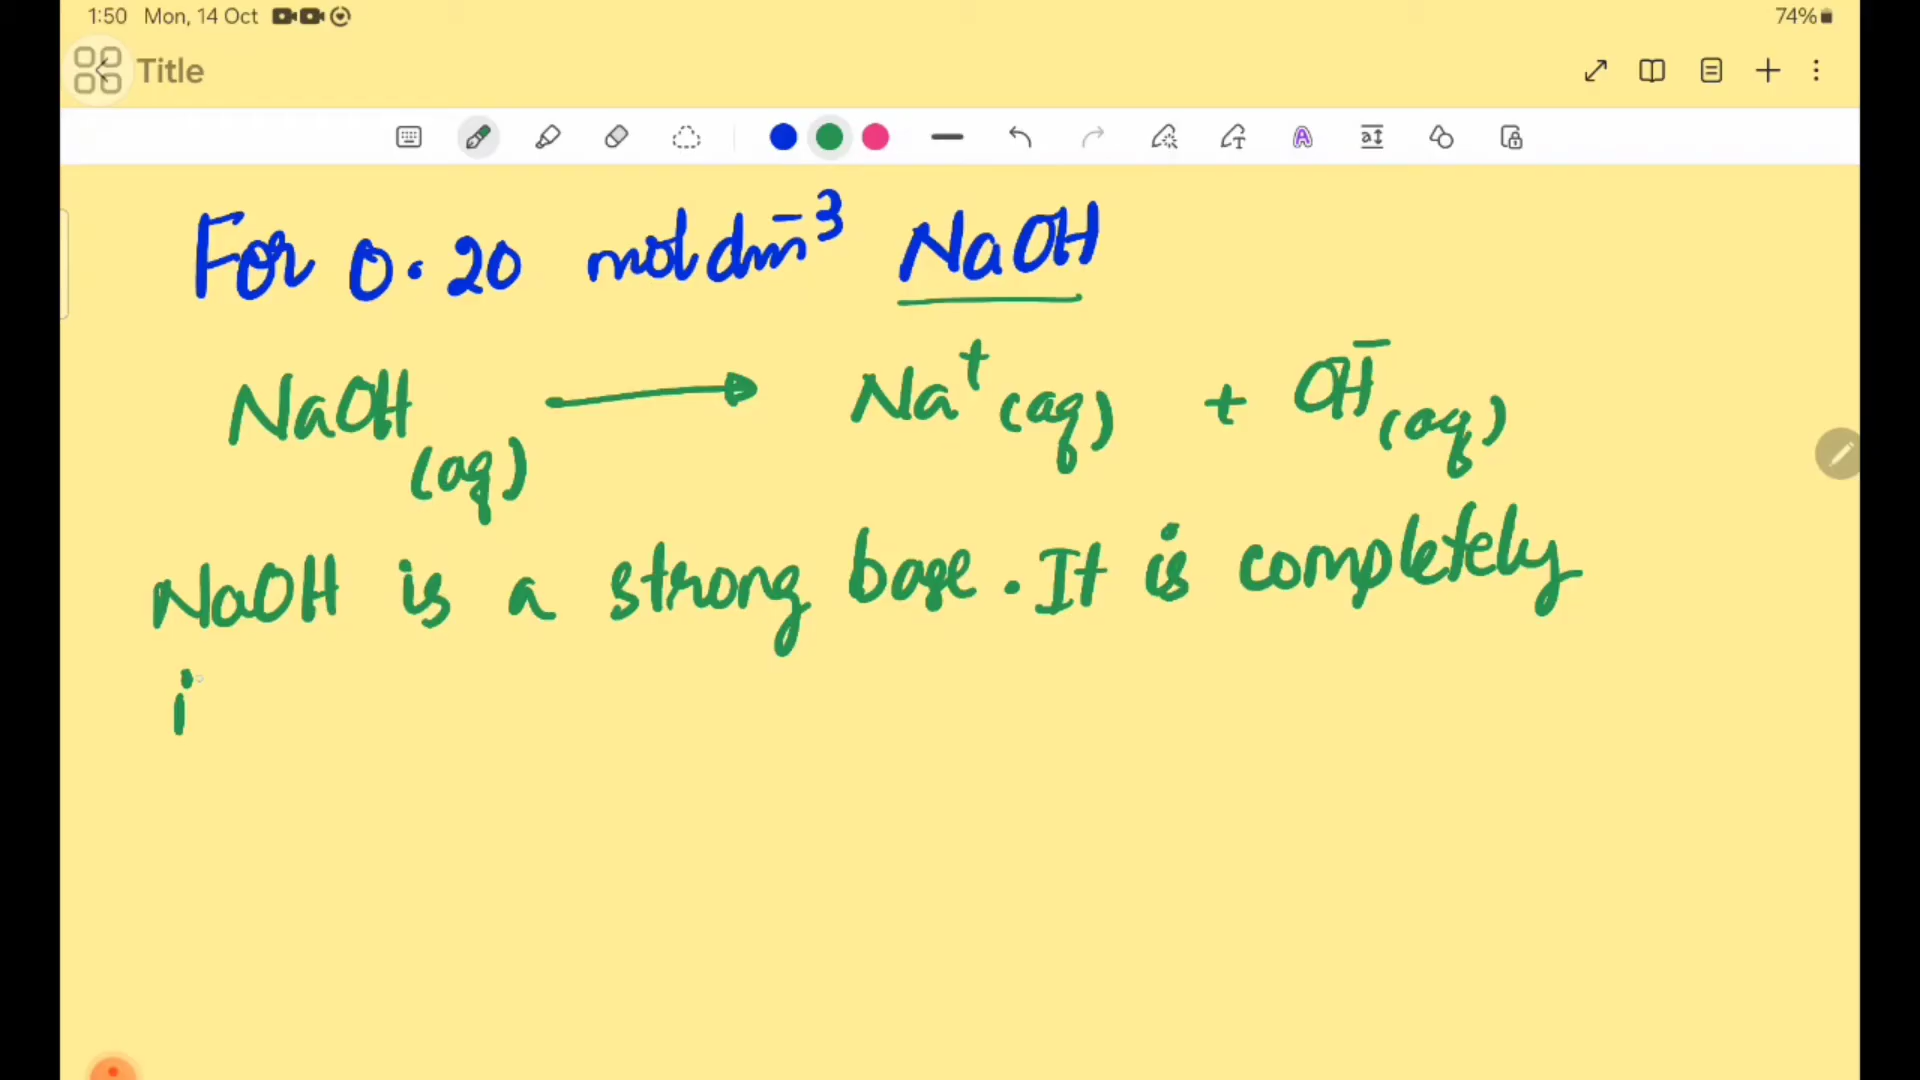 1:50 Mon, 14 Oct 74%
Title
For 0.20 mol dm⁻³ NaOH
NaOH(aq) ⟶ Na⁺(aq) + OH⁻(aq)
NaOH is a strong base. It is completely
i